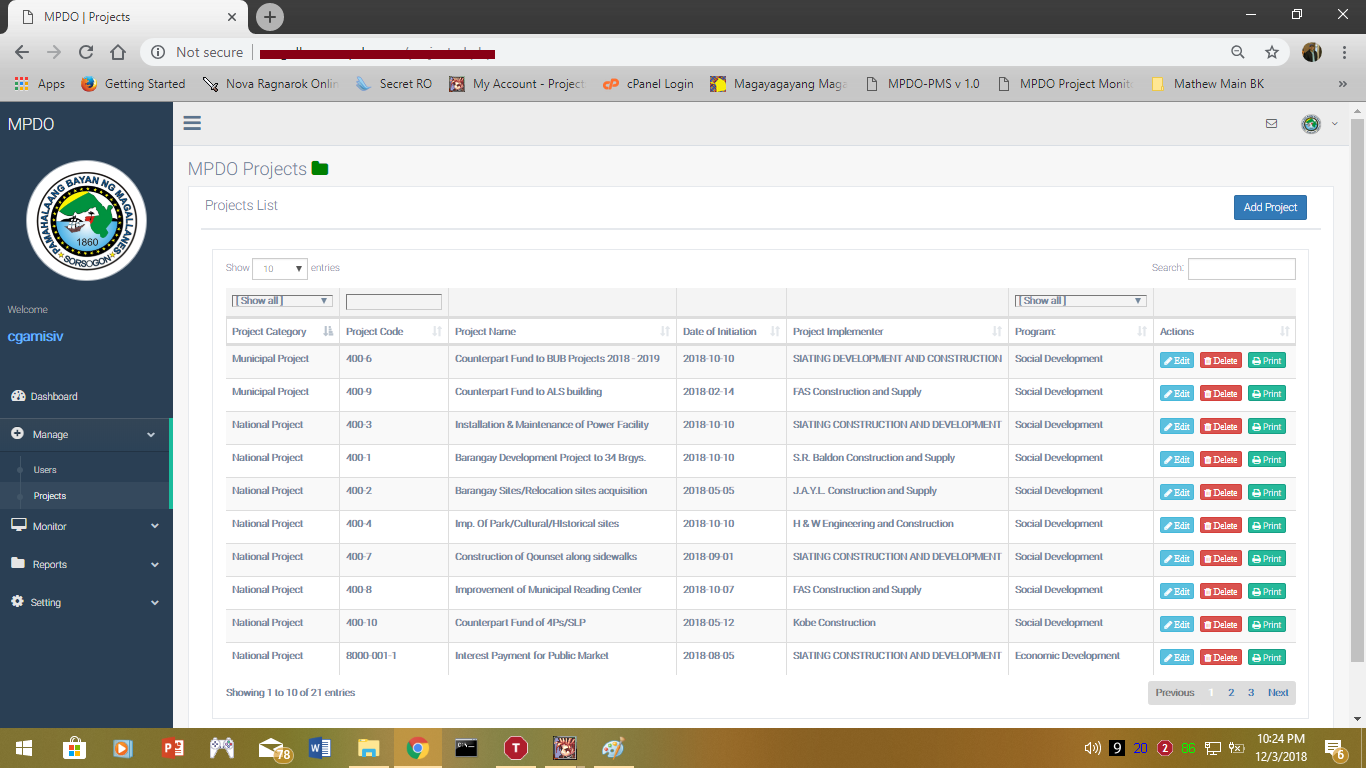 MPDO | Projects
Not secure
Apps Getting Started Nova Ragnarok Onlin Secret RO My Account - Project cPanel Login Magayagayang Maga MPDO-PMS v 1.0 MPDO Project Monit Mathew Main BK »
MPDO
PAMAHALAANG BAYAN NG MAGALLANES
1860
SORSOGON
Welcome
cgamisiv
Dashboard
Manage
Users
Projects
Monitor
Reports
Setting
MPDO Projects
Projects List Add Project
Show 10 entries Search:
[ Show all ] [ Show all ]
Project Category Project Code Project Name Date of Initiation Project Implementer Program: Actions
Municipal Project 400-6 Counterpart Fund to BUB Projects 2018 - 2019 2018-10-10 SIATING DEVELOPMENT AND CONSTRUCTION Social Development Edit Delete Print
Municipal Project 400-9 Counterpart Fund to ALS building 2018-02-14 FAS Construction and Supply Social Development Edit Delete Print
National Project 400-3 Installation & Maintenance of Power Facility 2018-10-10 SIATING CONSTRUCTION AND DEVELOPMENT Social Development Edit Delete Print
National Project 400-1 Barangay Development Project to 34 Brgys. 2018-10-10 S.R. Baldon Construction and Supply Social Development Edit Delete Print
National Project 400-2 Barangay Sites/Relocation sites acquisition 2018-05-05 J.A.Y.L. Construction and Supply Social Development Edit Delete Print
National Project 400-4 Imp. Of Park/Cultural/HIstorical sites 2018-10-10 H & W Engineering and Construction Social Development Edit Delete Print
National Project 400-7 Construction of Qounset along sidewalks 2018-09-01 SIATING CONSTRUCTION AND DEVELOPMENT Social Development Edit Delete Print
National Project 400-8 Improvement of Municipal Reading Center 2018-10-07 FAS Construction and Supply Social Development Edit Delete Print
National Project 400-10 Counterpart Fund of 4Ps/SLP 2018-05-12 Kobe Construction Social Development Edit Delete Print
National Project 8000-001-1 Interest Payment for Public Market 2018-08-05 SIATING CONSTRUCTION AND DEVELOPMENT Economic Development Edit Delete Print
Showing 1 to 10 of 21 entries Previous 1 2 3 Next
78 9 20 2 86 10:24 PM
12/3/2018 6